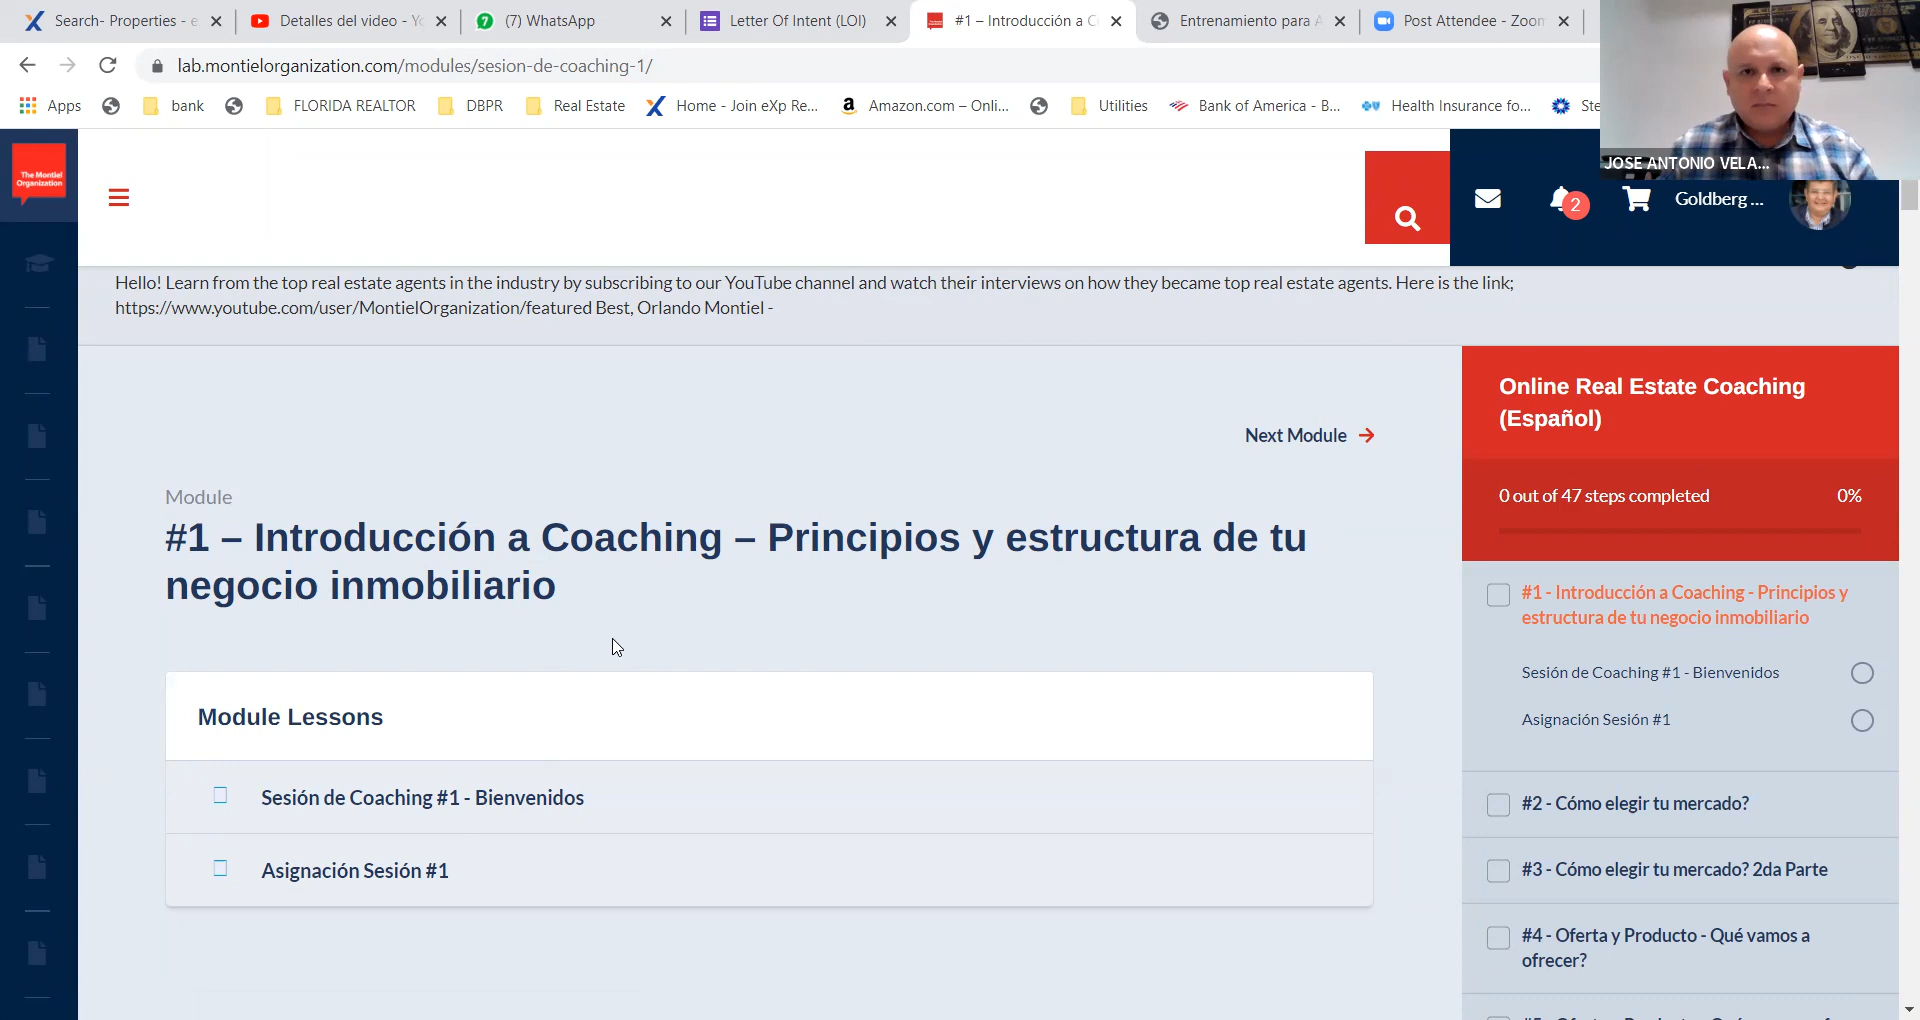 Search- Properties - e
Detalles del video - Yo
7
(7) WhatsApp
Letter Of Intent (LOI)
#1 – Introducción a C
Entrenamiento para A
Post Attendee - Zoom
lab.montielorganization.com/modules/sesion-de-coaching-1/
Apps
bank
FLORIDA REALTOR
DBPR
Real Estate
Home - Join eXp Re...
Amazon.com – Onli...
Utilities
Bank of America - B...
Health Insurance fo...
Ste
JOSE ANTONIO VELA...
The Montiel
Organization
2
Goldberg ...
Hello! Learn from the top real estate agents in the industry by subscribing to our YouTube channel and watch their interviews on how they became top real estate agents. Here is the link;
https://www.youtube.com/user/MontielOrganization/featured Best, Orlando Montiel -
Next Module
Module
#1 – Introducción a Coaching – Principios y estructura de tu
negocio inmobiliario
Module Lessons
Sesión de Coaching #1 - Bienvenidos
Asignación Sesión #1
Online Real Estate Coaching
(Español)
0 out of 47 steps completed
0%
#1 - Introducción a Coaching - Principios y
estructura de tu negocio inmobiliario
Sesión de Coaching #1 - Bienvenidos
Asignación Sesión #1
#2 - Cómo elegir tu mercado?
#3 - Cómo elegir tu mercado? 2da Parte
#4 - Oferta y Producto - Qué vamos a
ofrecer?